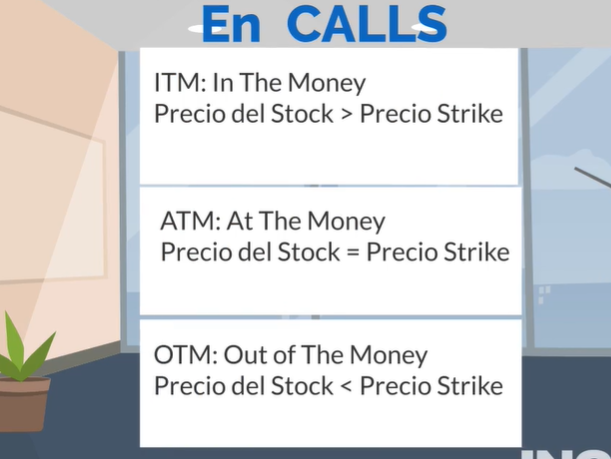 En CALLS
ITM: In The Money
Precio del Stock > Precio Strike
ATM: At The Money
Precio del Stock = Precio Strike
OTM: Out of The Money
Precio del Stock < Precio Strike